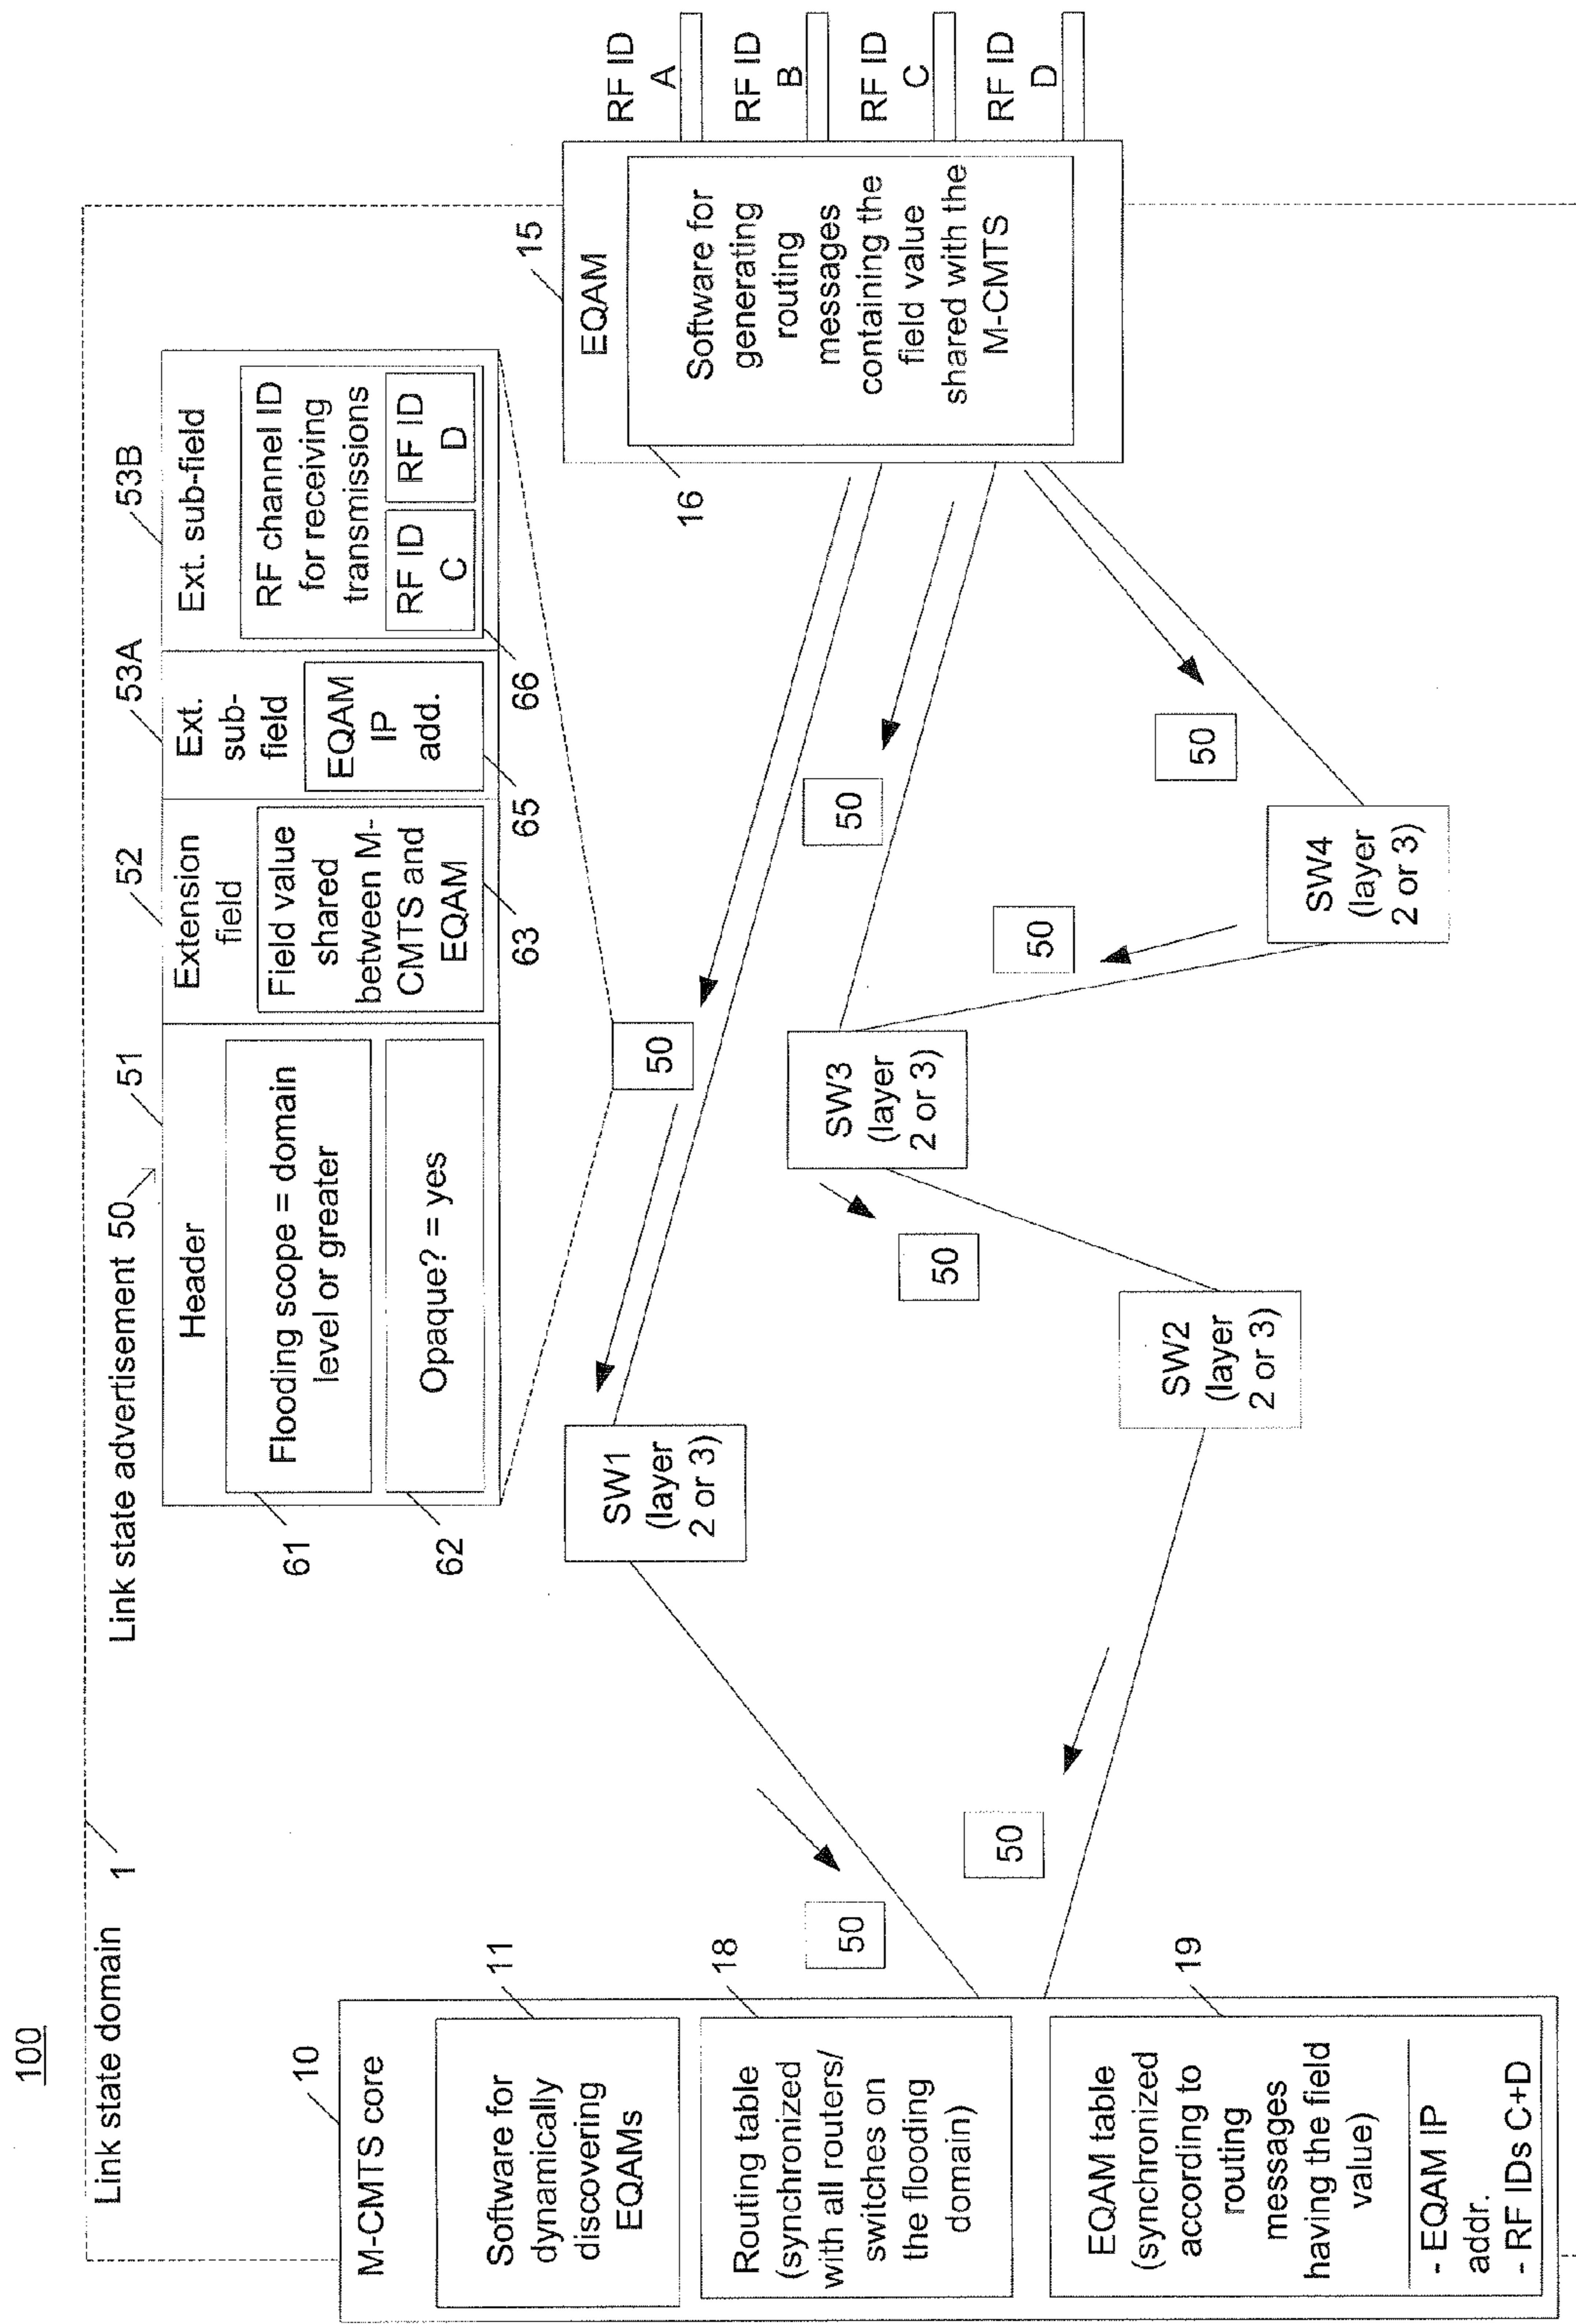 100
Link state domain
1
Link state advertisement 50
51
52
53A
53B
Header
Flooding scope = domain
level or greater
61
Opaque? = yes
62
Extension
field
Field value
shared
between M-
CMTS and
EQAM
63
Ext.
sub-
field
EQAM
IP
add.
65
Ext. sub-field
RF channel ID
for receiving
transmissions
RF ID
C
RF ID
D
66
10
M-CMTS core
11
Software for
dynamically
discovering
EQAMs
18
Routing table
(synchronized
with all routers/
switches on
the flooding
domain)
19
EQAM table
(synchronized
according to
routing
messages
having the field
value)
- EQAM IP
addr.
- RF IDs C+D
50
50
SW1
(layer
2 or 3)
50
SW2
(layer
2 or 3)
50
SW3
(layer
2 or 3)
50
50
SW4
(layer
2 or 3)
50
15
EQAM
16
Software for
generating
routing
messages
containing the
field value
shared with the
M-CMTS
RF ID
A
RF ID
B
RF ID
C
RF ID
D